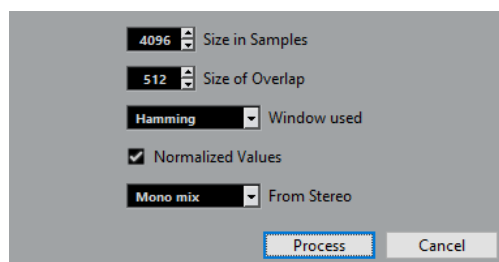 4096 Size in Samples
512 Size of Overlap
Hamming Window used
Normalized Values
Mono mix From Stereo
Process Cancel